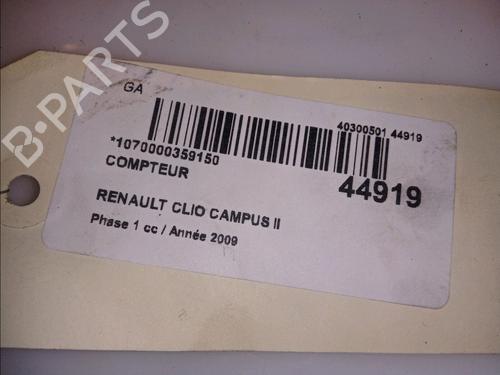 B-PARTS
GA
40300501 44919
*1070000359150
COMPTEUR
44919
RENAULT CLIO CAMPUS II
Phase 1 cc / Année 2009